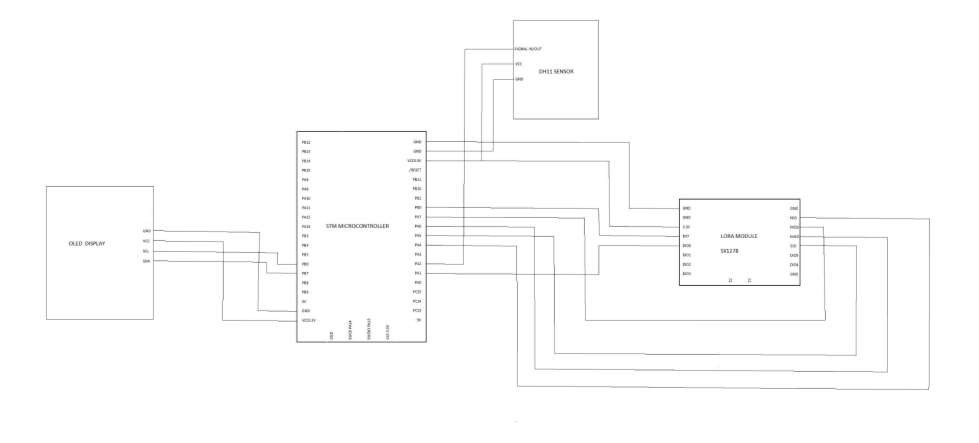 SIGNAL IN/OUT
VCC
GND
DH11 SENSOR
OLED DISPLAY
GND
VCC
SCL
SDA
STM MICROCONTROLLER
PB12
PB13
PB14
PB15
PA8
PA9
PA10
PA11
PA12
PA15
PB3
PB4
PB5
PB6
PB7
PB8
PB9
5V
GND
VCC3.3V
GND
GND
VCC3.3V
/RESET
PB11
PB10
PB1
PB0
PA7
PA6
PA5
PA4
PA3
PA2
PA1
PA0
PC15
PC14
PC13
LORA MODULE
SX1278
GND
GND
3.3V
RST
DIO0
DIO1
DIO2
DIO3
GND
NSS
MOSI
MISO
SCK
DIO5
DIO4
GND